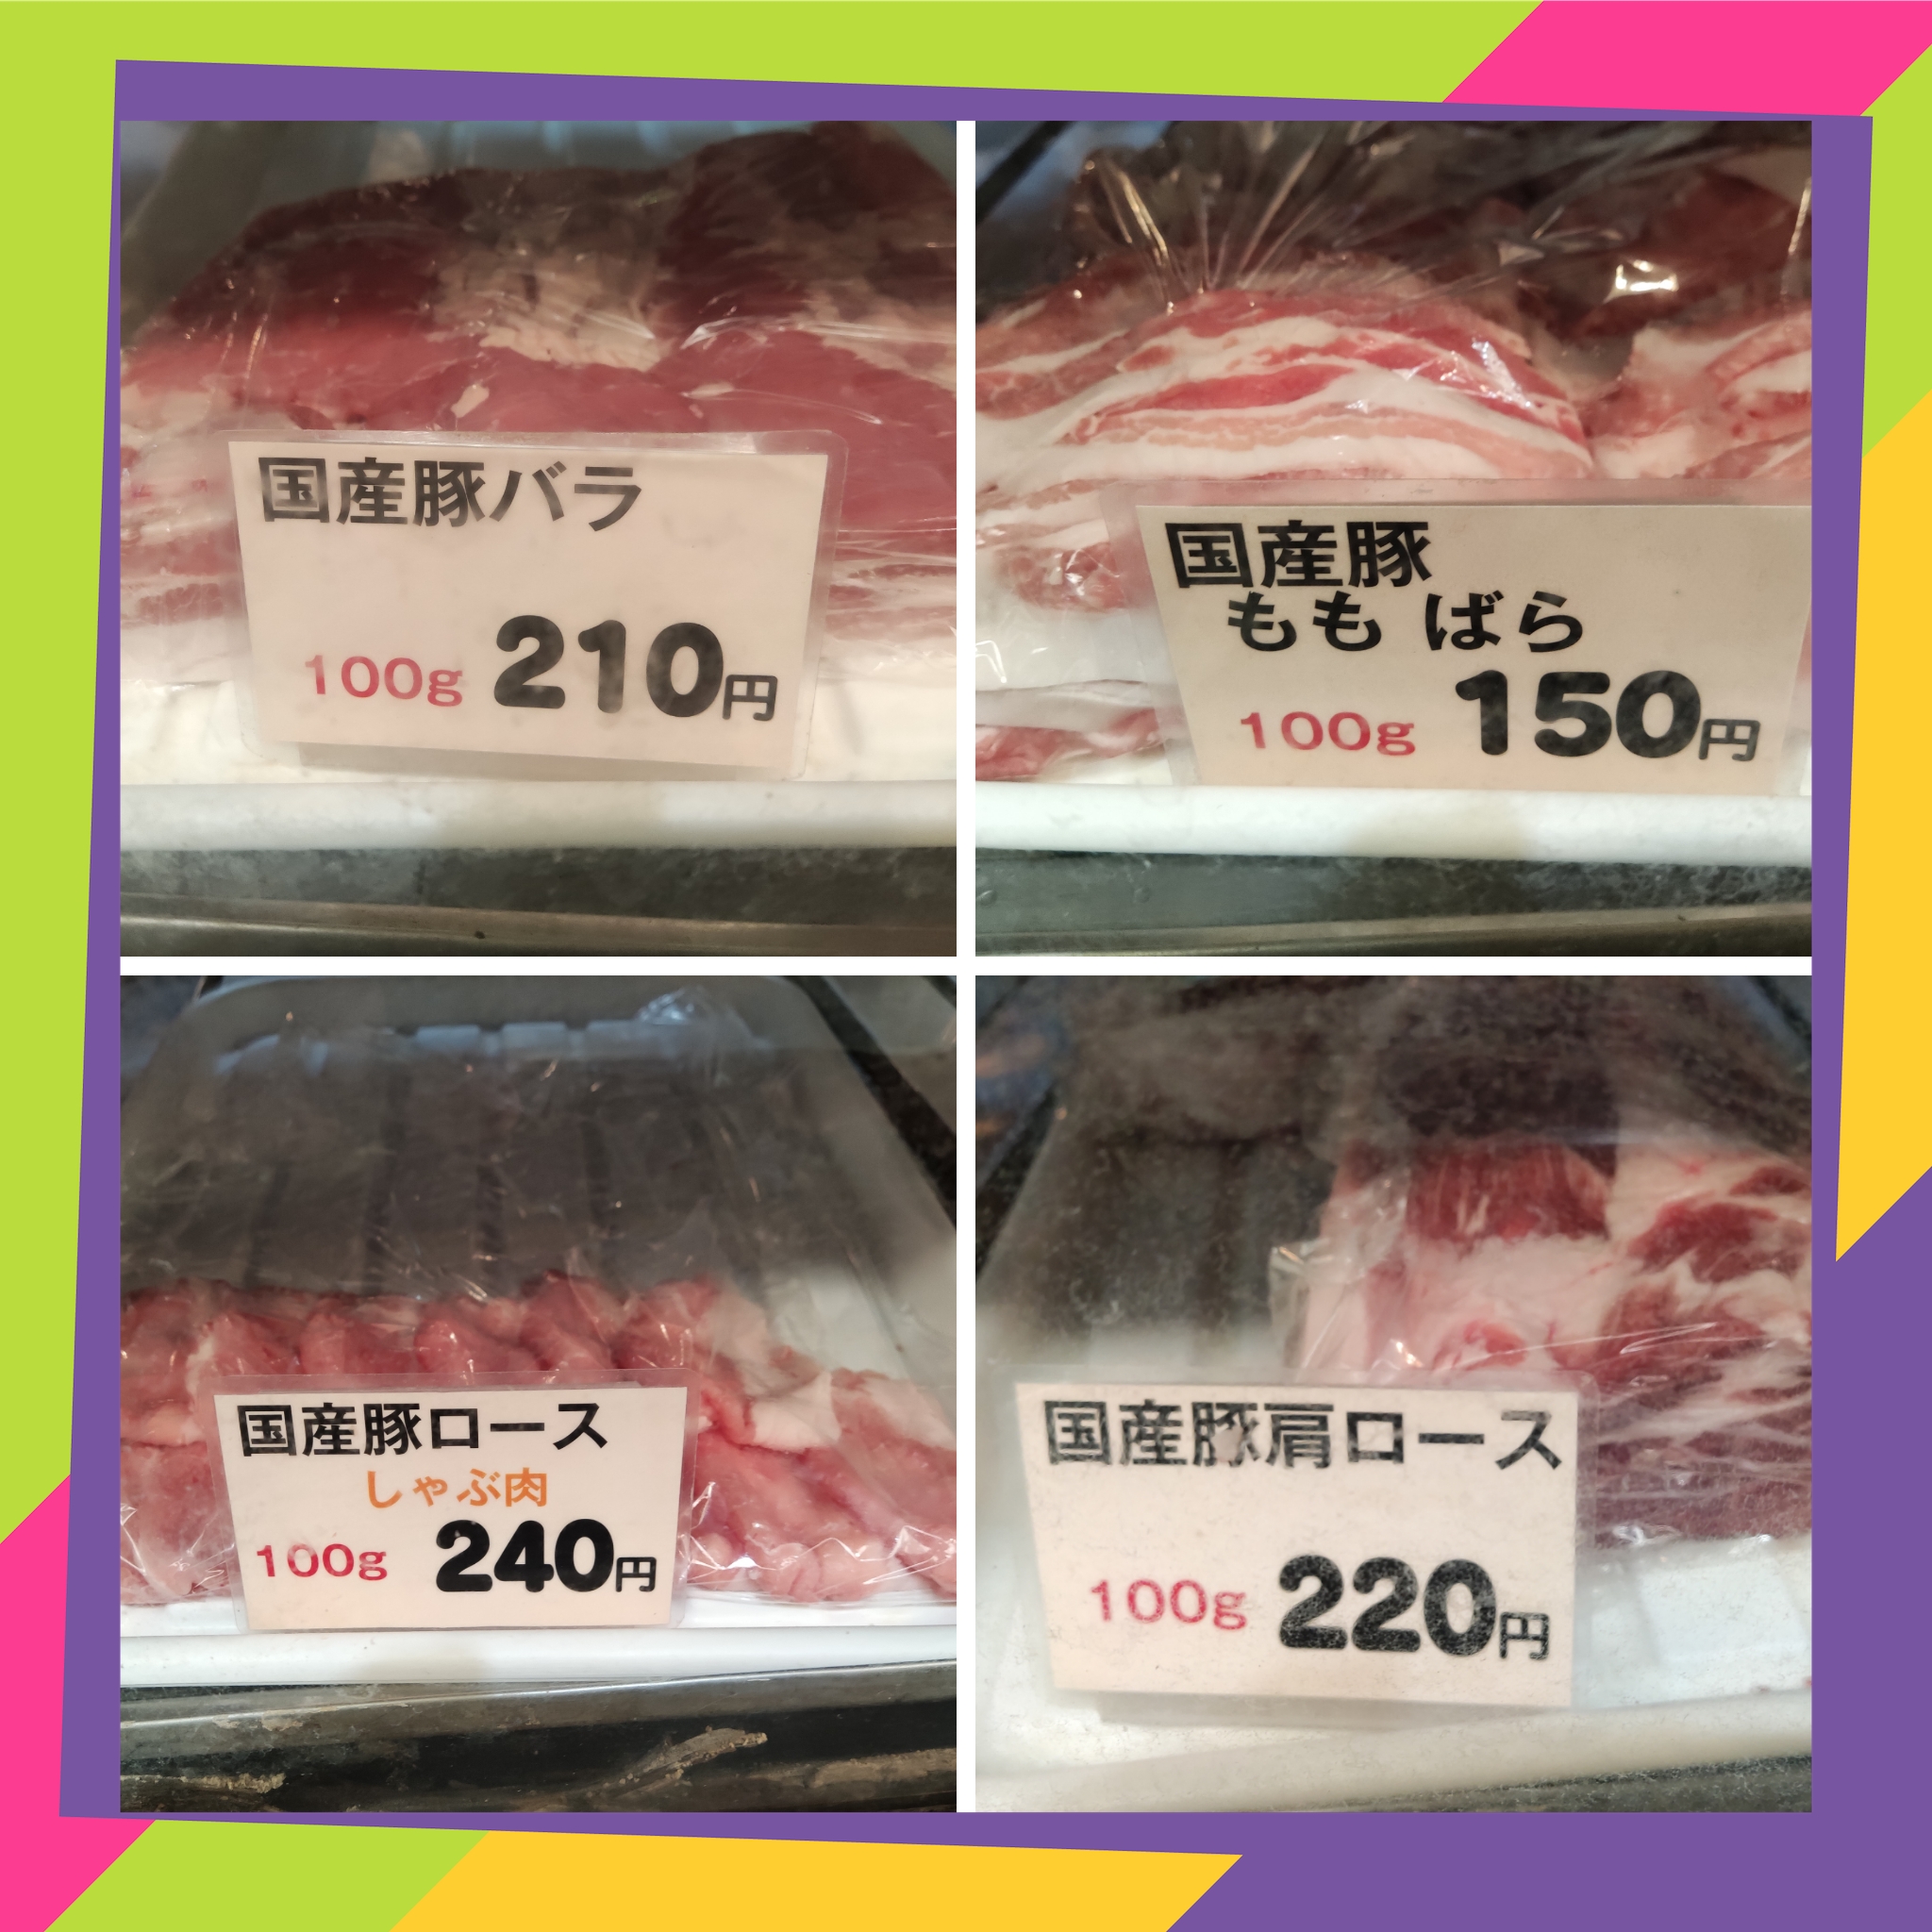 国産豚バラ
100g 210円
国産豚
もも ばら
100g 150円
国産豚ロース
しゃぶ肉
100g 240円
国産豚肩ロース
100g 220円